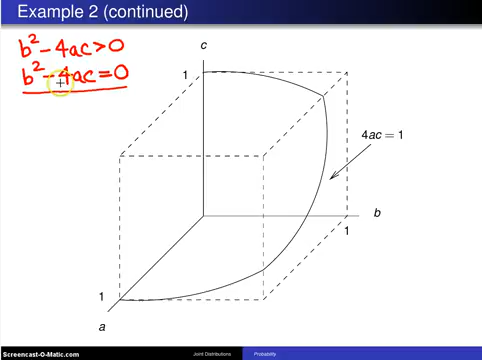 Example 2 (continued)
b² - 4ac > 0
b² - 4ac = 0
c
1
4ac = 1
b
1
1
a
Screencast-O-Matic.com
Joint Distributions
Probability